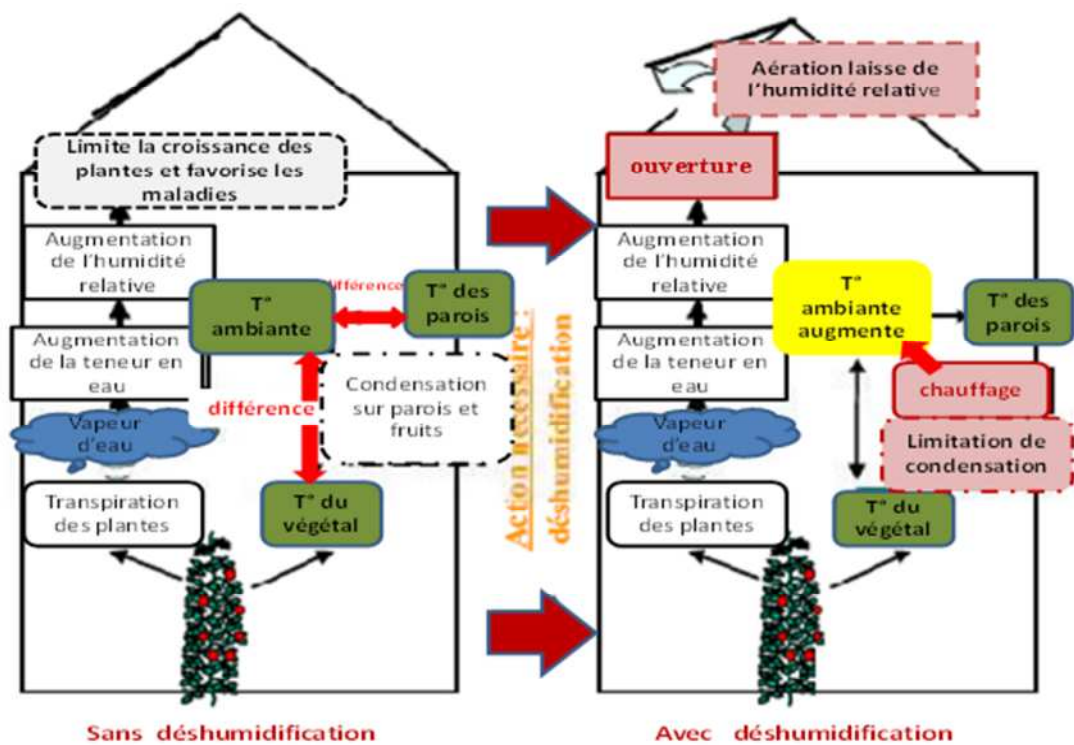 Limite la croissance des
plantes et favorise les
maladies
Augmentation
de l'humidité
relative
T°
ambiante
différence
T° des
parois
Augmentation
de la teneur en
eau
différence
Condensation
sur parois et
fruits
Vapeur
d'eau
Transpiration
des plantes
T° du
végétal
Sans déshumidification
Action nécessaire :
déshumidification
Aération laisse de
l'humidité relative
ouverture
Augmentation
de l'humidité
relative
T°
ambiante
augmente
T° des
parois
Augmentation
de la teneur en
eau
chauffage
Limitation de
condensation
Vapeur
d'eau
Transpiration
des plantes
T° du
végétal
Avec déshumidification